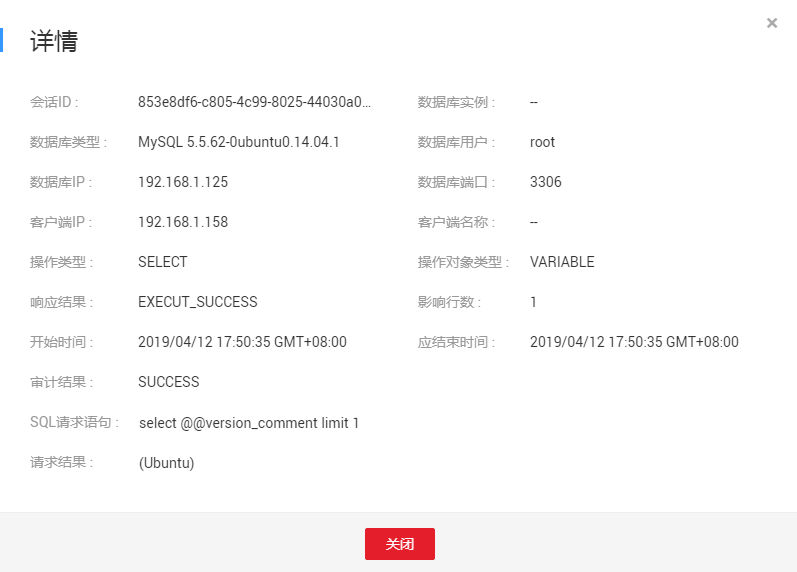 详情
会话ID： 853e8df6-c805-4c99-8025-44030a0... 数据库实例： --
数据库类型： MySQL 5.5.62-0ubuntu0.14.04.1 数据库用户： root
数据库IP： 192.168.1.125 数据库端口： 3306
客户端IP： 192.168.1.158 客户端名称： --
操作类型： SELECT 操作对象类型： VARIABLE
响应结果： EXECUT_SUCCESS 影响行数： 1
开始时间： 2019/04/12 17:50:35 GMT+08:00 应结束时间： 2019/04/12 17:50:35 GMT+08:00
审计结果： SUCCESS
SQL请求语句： select @@version_comment limit 1
请求结果： (Ubuntu)
关闭